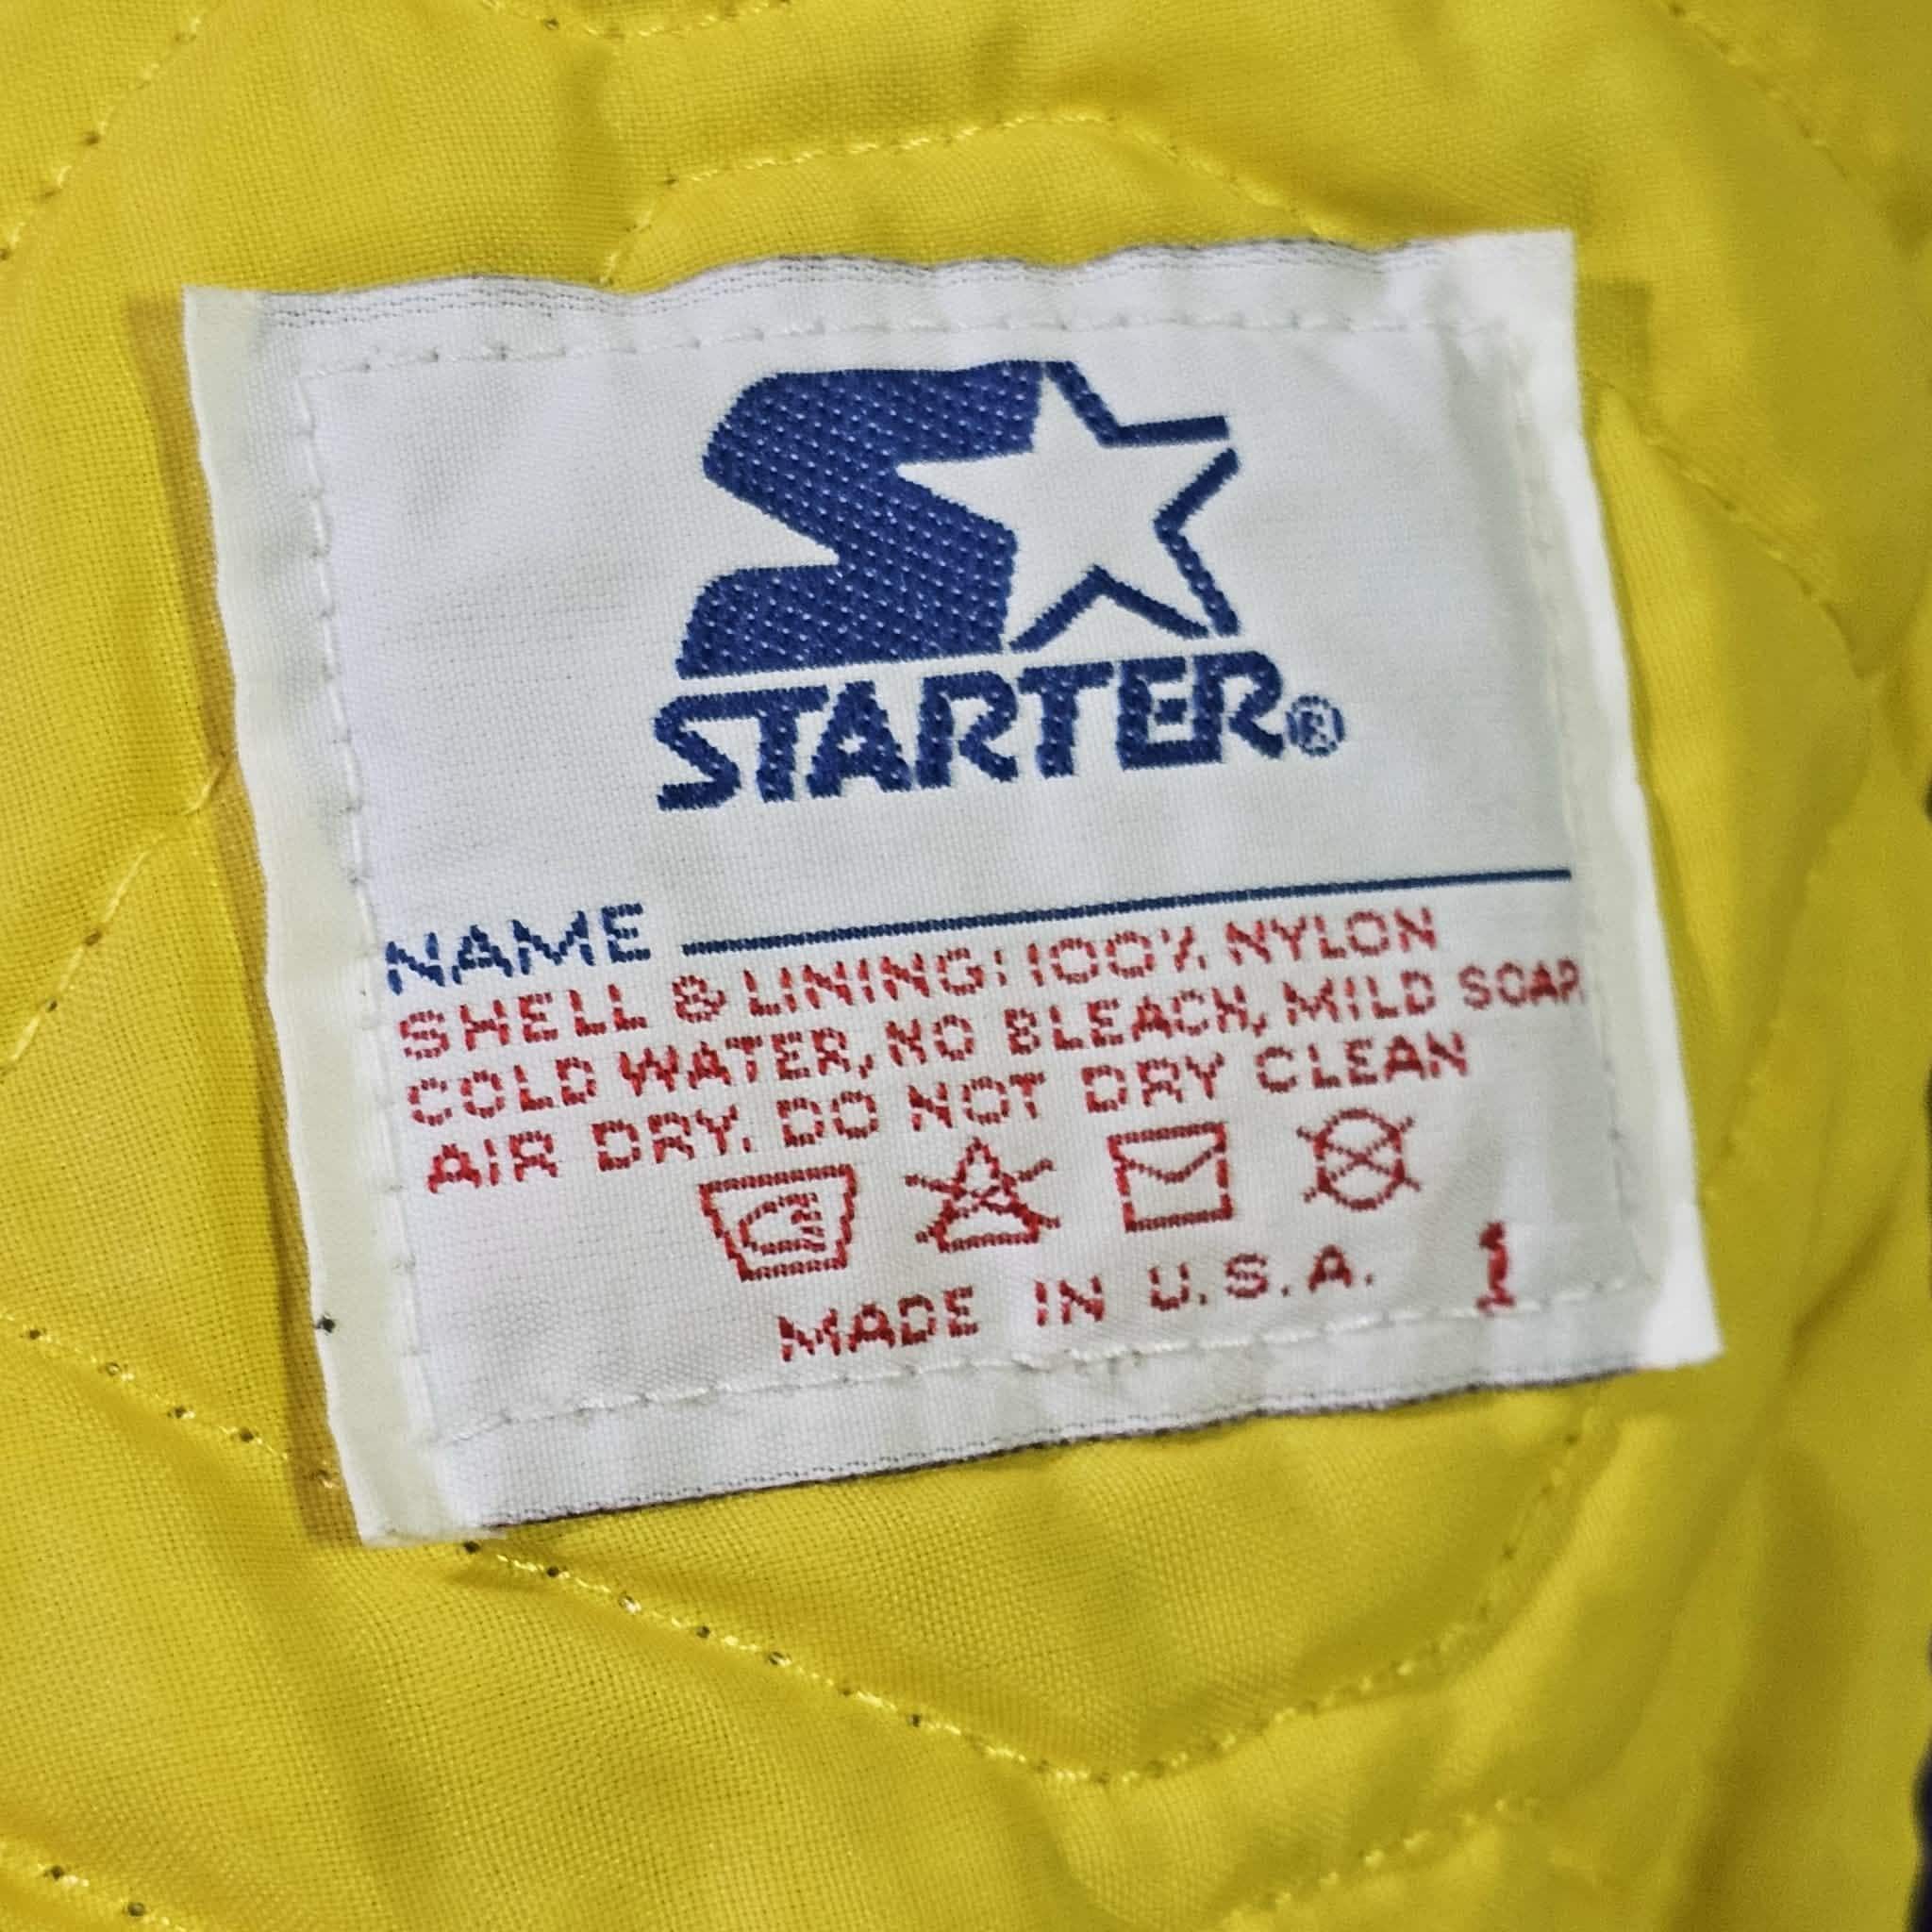 STARTER®
NAME
SHELL & LINING: 100% NYLON
COLD WATER, NO BLEACH, MILD SOAP,
AIR DRY. DO NOT DRY CLEAN
MADE IN U.S.A. 1